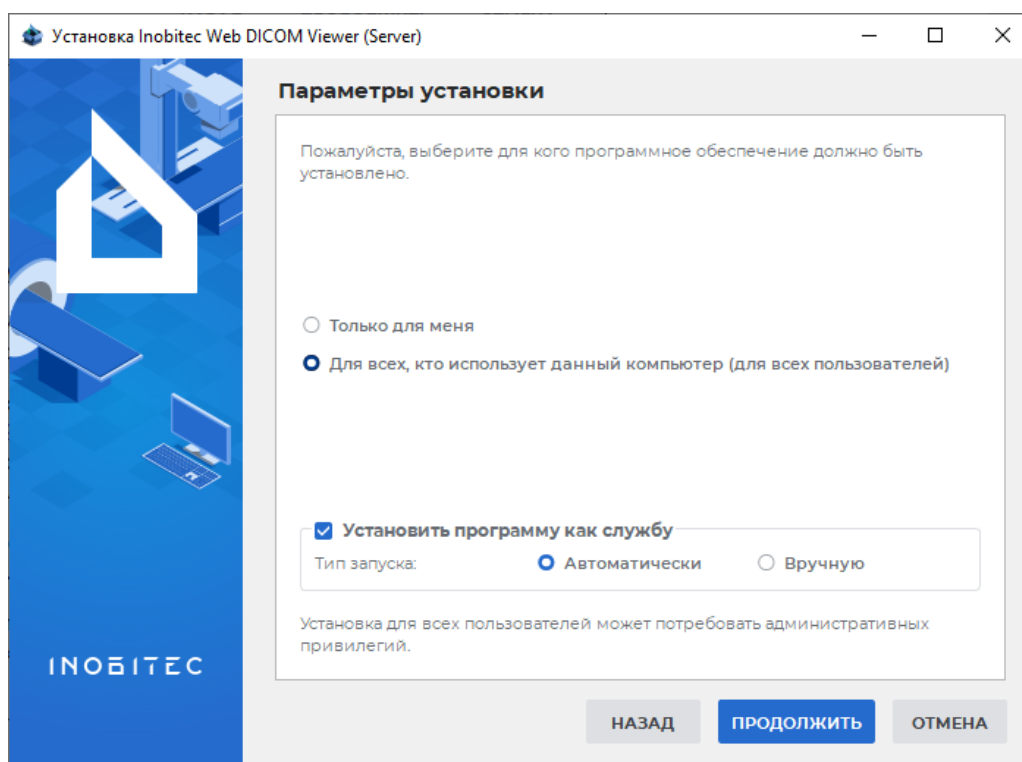 Установка Inobitec Web DICOM Viewer (Server)
Параметры установки
Пожалуйста, выберите для кого программное обеспечение должно быть
установлено.
Только для меня
Для всех, кто использует данный компьютер (для всех пользователей)
Установить программу как службу
Тип запуска: Автоматически Вручную
Установка для всех пользователей может потребовать административных
привилегий.
INOBITEC
НАЗАД ПРОДОЛЖИТЬ ОТМЕНА